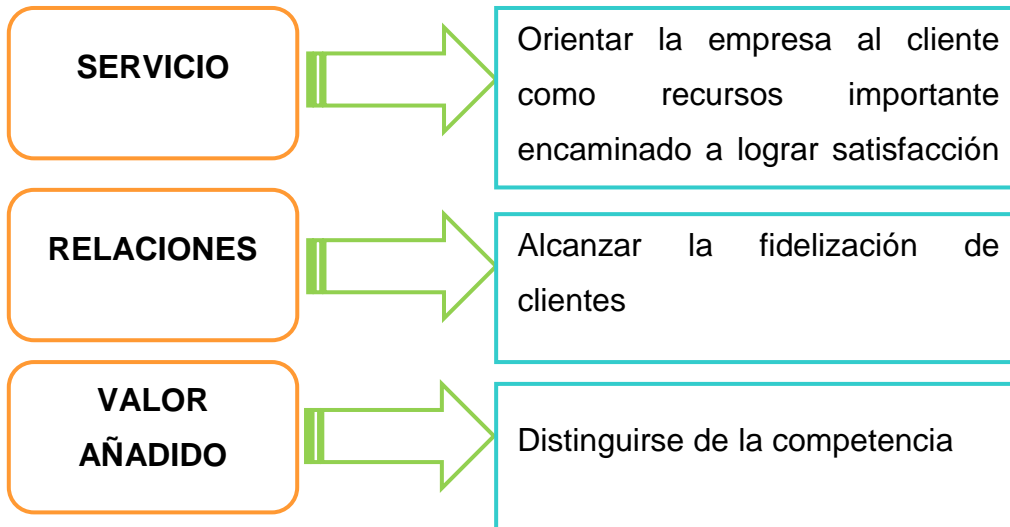 SERVICIO
Orientar la empresa al cliente
como recursos importante
encaminado a lograr satisfacción
RELACIONES
Alcanzar la fidelización de
clientes
VALOR
AÑADIDO
Distinguirse de la competencia